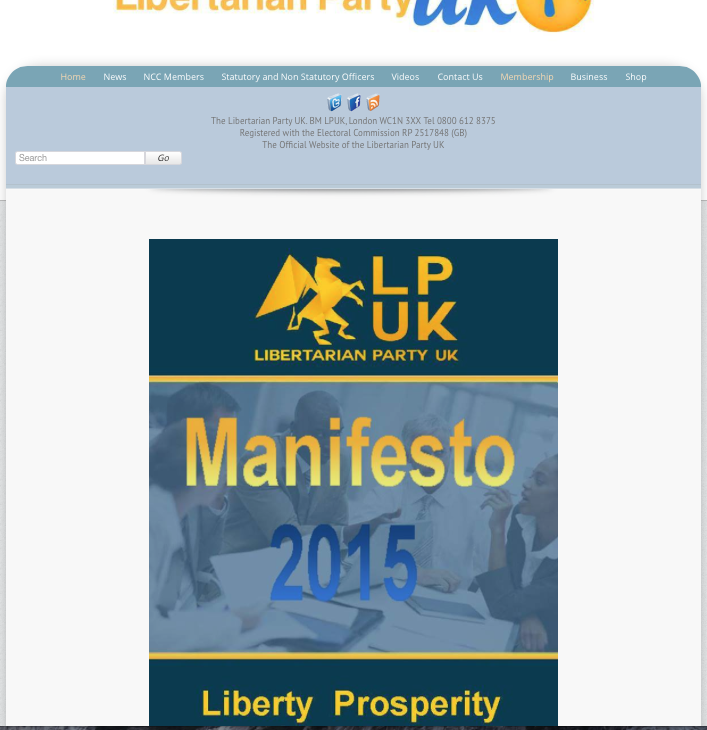 Libertarian Party uk
Home News NCC Members Statutory and Non Statutory Officers Videos Contact Us Membership Business Shop
The Libertarian Party UK. BM LPUK, London WC1N 3XX Tel 0800 612 8375
Registered with the Electoral Commission RP 2517848 (GB)
The Official Website of the Libertarian Party UK
Search Go
LP
UK
LIBERTARIAN PARTY UK
Manifesto
2015
Liberty Prosperity